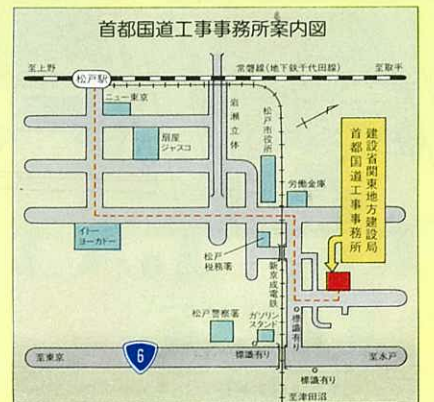 首都国道工事事務所案内図
至上野
松戸駅
常磐線(地下鉄千代田線)
至取手
ニュー東京
岩瀬立体
松戸市役所
扇屋
ジャスコ
労働金庫
建設省関東地方建設局
首都国道工事事務所
イトー
ヨーカドー
松戸
税務署
新京成電鉄
松戸警察署
ガソリン
スタンド
標識有り
至東京
6
標識有り
至水戸
標識有り
至津田沼